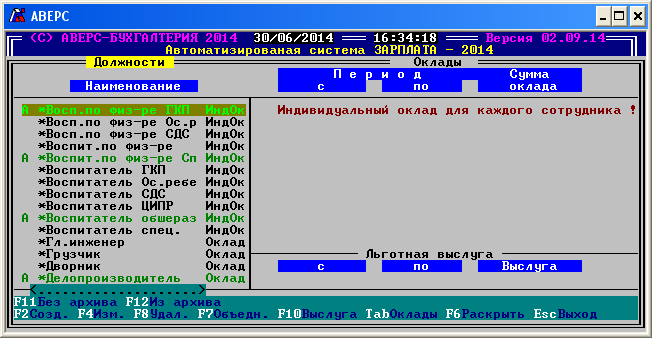 АВЕРС
(C) АВЕРС-БУХГАЛТЕРИЯ 2014 30/06/2014 16:34:18 Версия 02.09.14
Автоматизированая система ЗАРПЛАТА - 2014
Должности Оклады
Наименование
Период Сумма
с по оклада
А *Восп.по физ-ре ГКП ИндОк
Индивидуальный оклад для каждого сотрудника !
*Восп.по физ-ре Ос.р ИндОк
*Восп.по физ-ре СДС ИндОк
*Воспит.по физ-ре ИндОк
А *Воспит.по физ-ре Сп ИндОк
*Воспитатель ГКП ИндОк
*Воспитатель Ос.ребе ИндОк
*Воспитатель СДС ИндОк
*Воспитатель ЦИПР ИндОк
А *Воспитатель обшераз ИндОк
*Воспитатель спец. ИндОк
*Гл.инженер Оклад
*Грузчик Оклад
*Дворник Оклад
А *Делопроизводитель Оклад
Льготная выслуга
с по Выслуга
<.....................>
F11Без архива F12Из архива
F2Созд. F4Изм. F8Удал. F7Объедн. F10Выслуга TabОклады F6Раскрыть EscВыход